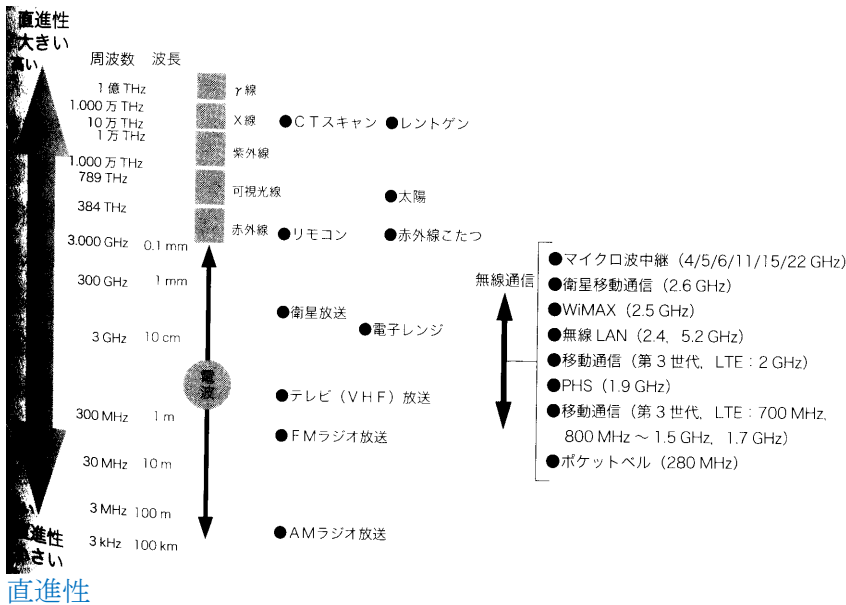 直進性
大きい
高い
周波数 波長
1億THz
γ線
1.000万THz
X線
●CTスキャン ●レントゲン
10万THz
1万THz
紫外線
1.000万THz
789THz
可視光線
●太陽
384THz
赤外線
●リモコン ●赤外線こたつ
3.000GHz 0.1mm
300GHz 1mm
●衛星放送
●電子レンジ
3GHz 10cm
電波
●テレビ(VHF)放送
300MHz 1m
●FMラジオ放送
30MHz 10m
3MHz 100m
●AMラジオ放送
3kHz 100km
無線通信
●マイクロ波中継(4/5/6/11/15/22GHz)
●衛星移動通信(2.6GHz)
●WiMAX(2.5GHz)
●無線LAN(2.4, 5.2GHz)
●移動通信(第3世代, LTE:2GHz)
●PHS(1.9GHz)
●移動通信(第3世代, LTE:700MHz,
800MHz~1.5GHz, 1.7GHz)
●ポケットベル(280MHz)
直進性
小さい
直進性